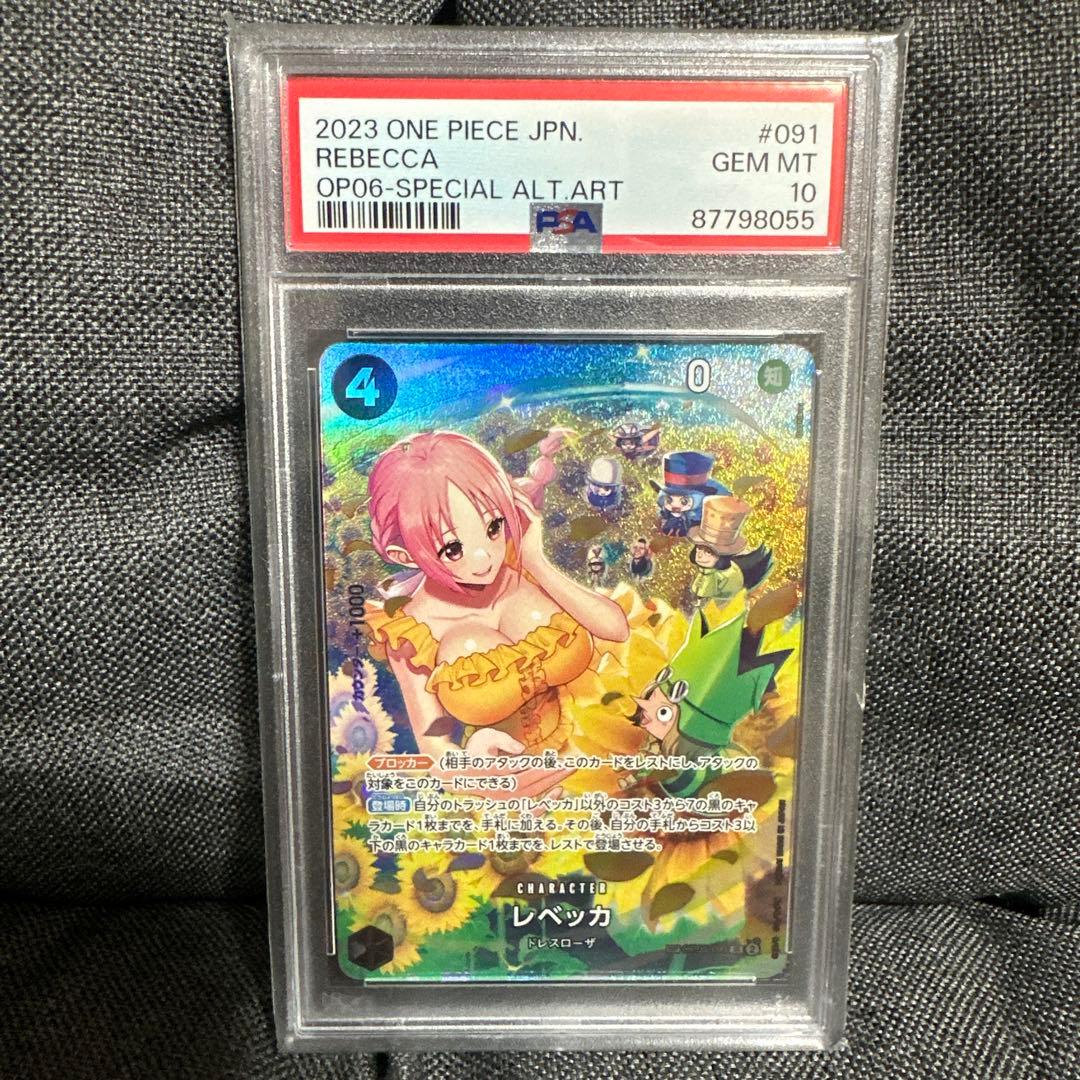 2023 ONE PIECE JPN.
#091
REBECCA
GEM MT
OP06-SPECIAL ALT.ART
10
PSA
87798055
4
0
知
カウンター +1000
ブロッカー (相手のアタックの後、このカードをレストにし、アタックの
対象をこのカードにできる)
登場時 自分のトラッシュの「レベッカ」以外のコスト3から7の黒のキャ
ラカード1枚までを、手札に加える。その後、自分の手札からコスト3以
下の黒のキャラカード1枚までを、レストで登場させる。
CHARACTER
レベッカ
ドレスローザ